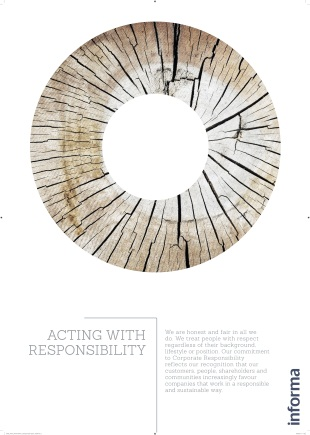 ACTING WITH
RESPONSIBILITY
We are honest and fair in all we
do. We treat people with respect
regardless of their background,
lifestyle or position. Our commitment
to Corporate Responsibility
reflects our recognition that our
customers, people, shareholders and
communities increasingly favour
companies that work in a responsible
and sustainable way.
informa